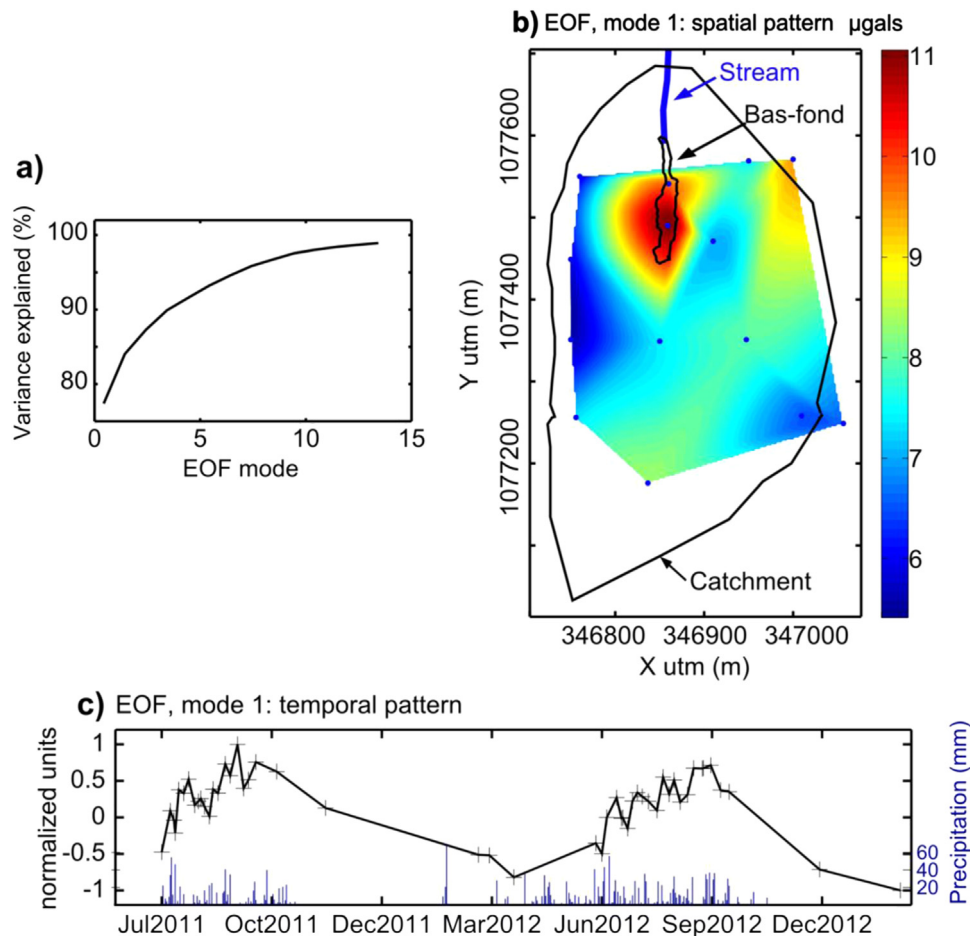 b) EOF, mode 1: spatial pattern µgals
a)
Variance explained (%)
100
90
80
0 5 10 15
EOF mode
Stream
Bas-fond
Catchment
Y utm (m)
1077600
1077400
1077200
346800 346900 347000
X utm (m)
11
10
9
8
7
6
c) EOF, mode 1: temporal pattern
normalized units
1
0.5
0
-0.5
-1
Precipitation (mm)
60
40
20
Jul2011 Oct2011 Dec2011 Mar2012 Jun2012 Sep2012 Dec2012